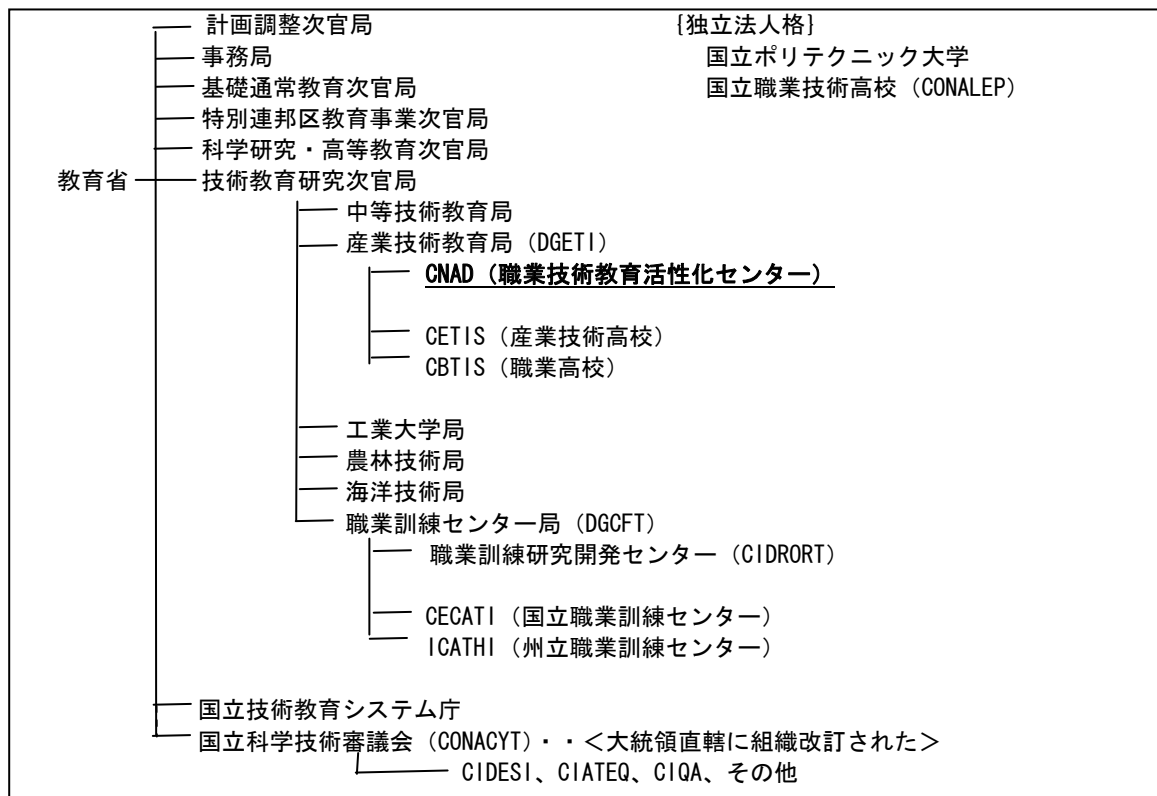 計画調整次官局 {独立法人格}
事務局 国立ポリテクニック大学
基礎通常教育次官局 国立職業技術高校（CONALEP）
特別連邦区教育事業次官局
科学研究・高等教育次官局
教育省 技術教育研究次官局
中等技術教育局
産業技術教育局（DGETI）
CNAD（職業技術教育活性化センター）
CETIS（産業技術高校）
CBTIS（職業高校）
工業大学局
農林技術局
海洋技術局
職業訓練センター局（DGCFT）
職業訓練研究開発センター（CIDRORT）
CECATI（国立職業訓練センター）
ICATHI（州立職業訓練センター）
国立技術教育システム庁
国立科学技術審議会（CONACYT）・・＜大統領直轄に組織改訂された＞
CIDESI、CIATEQ、CIQA、その他